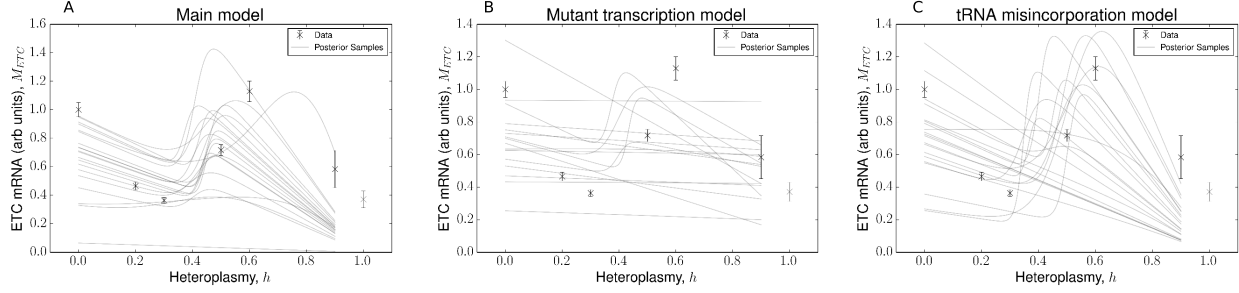 A
Main model
ETC mRNA (arb units), M_ETC
1.6
1.4
1.2
1.0
0.8
0.6
0.4
0.2
0.0
Data
Posterior Samples
0.0 0.2 0.4 0.6 0.8 1.0
Heteroplasmy, h
B
Mutant transcription model
ETC mRNA (arb units), M_ETC
1.4
1.2
1.0
0.8
0.6
0.4
0.2
0.0
Data
Posterior Samples
0.0 0.2 0.4 0.6 0.8 1.0
Heteroplasmy, h
C
tRNA misincorporation model
ETC mRNA (arb units), M_ETC
1.4
1.2
1.0
0.8
0.6
0.4
0.2
0.0
Data
Posterior Samples
0.0 0.2 0.4 0.6 0.8 1.0
Heteroplasmy, h